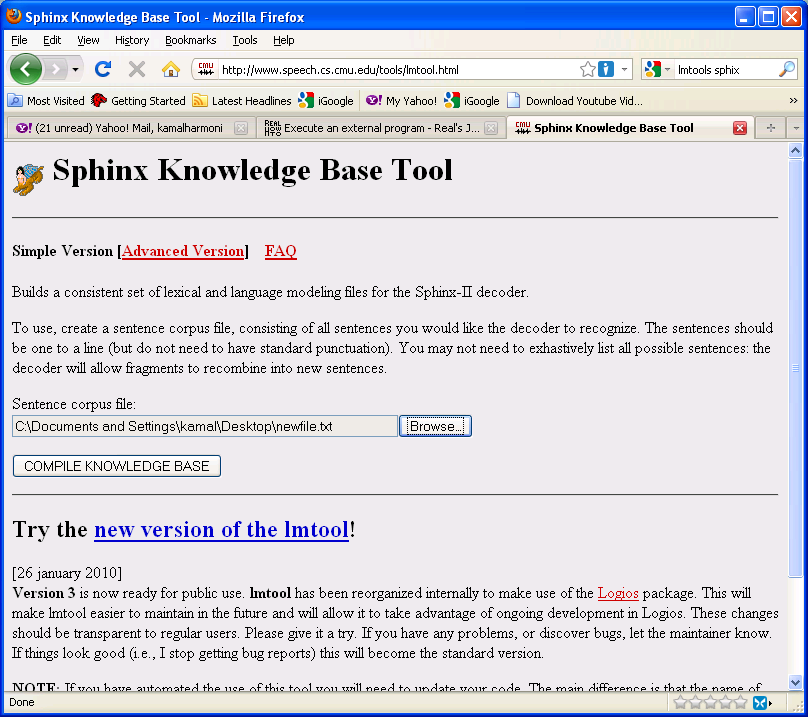 Sphinx Knowledge Base Tool - Mozilla Firefox
File Edit View History Bookmarks Tools Help
http://www.speech.cs.cmu.edu/tools/lmtool.html lmtools sphix
Most Visited Getting Started Latest Headlines iGoogle My Yahoo! iGoogle Download Youtube Vid... »
(21 unread) Yahoo! Mail, kamalharmoni Execute an external program - Real's J... Sphinx Knowledge Base Tool
Sphinx Knowledge Base Tool
Simple Version [Advanced Version] FAQ
Builds a consistent set of lexical and language modeling files for the Sphinx-II decoder.
To use, create a sentence corpus file, consisting of all sentences you would like the decoder to recognize. The sentences should
be one to a line (but do not need to have standard punctuation). You may not need to exhastively list all possible sentences: the
decoder will allow fragments to recombine into new sentences.
Sentence corpus file:
C:\Documents and Settings\kamal\Desktop\newfile.txt Browse...
COMPILE KNOWLEDGE BASE
Try the new version of the lmtool!
[26 january 2010]
Version 3 is now ready for public use. lmtool has been reorganized internally to make use of the Logios package. This will
make lmtool easier to maintain in the future and will allow it to take advantage of ongoing development in Logios. These changes
should be transparent to regular users. Please give it a try. If you have any problems, or discover bugs, let the maintainer know.
If things look good (i.e., I stop getting bug reports) this will become the standard version.
NOTE: If you have automated the use of this tool you will need to update your code. The main difference is that the name of
Done